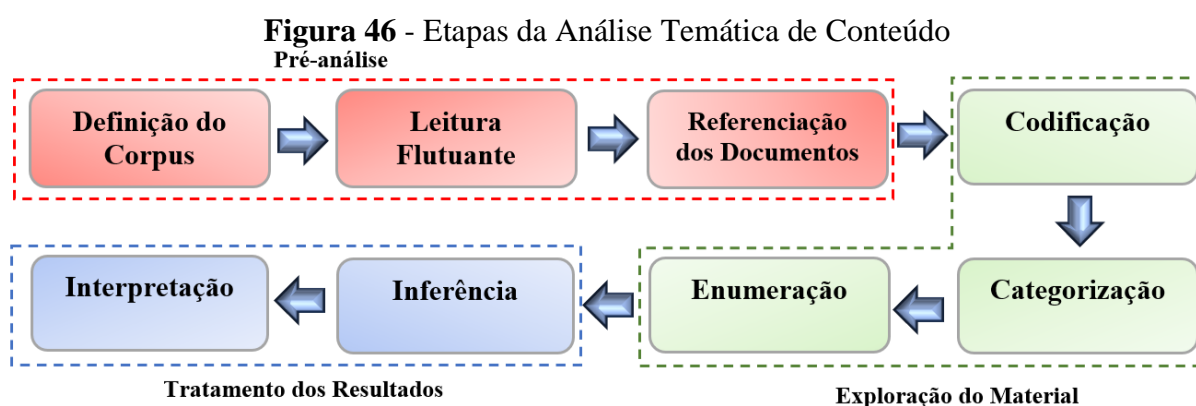 Figura 46 - Etapas da Análise Temática de Conteúdo
Pré-análise
Definição do
Corpus
Leitura
Flutuante
Referenciação
dos Documentos
Codificação
Categorização
Enumeração
Inferência
Interpretação
Tratamento dos Resultados
Exploração do Material